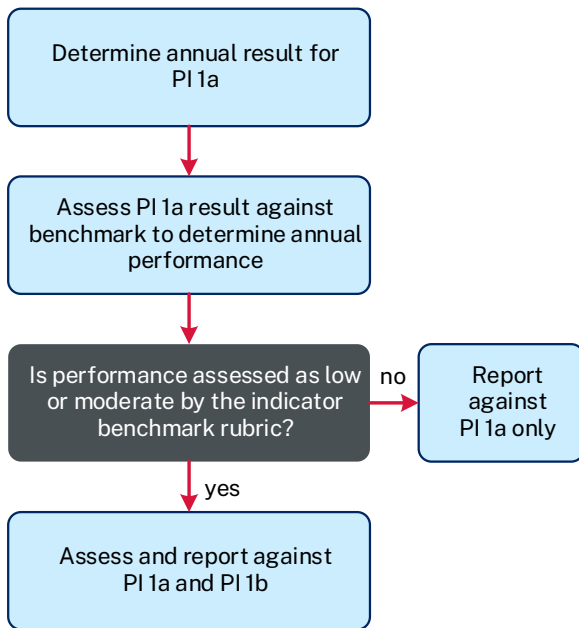 Determine annual result for
PI 1a
Assess PI 1a result against
benchmark to determine annual
performance
Is performance assessed as low
or moderate by the indicator
benchmark rubric?
no
Report
against
PI 1a only
yes
Assess and report against
PI 1a and PI 1b